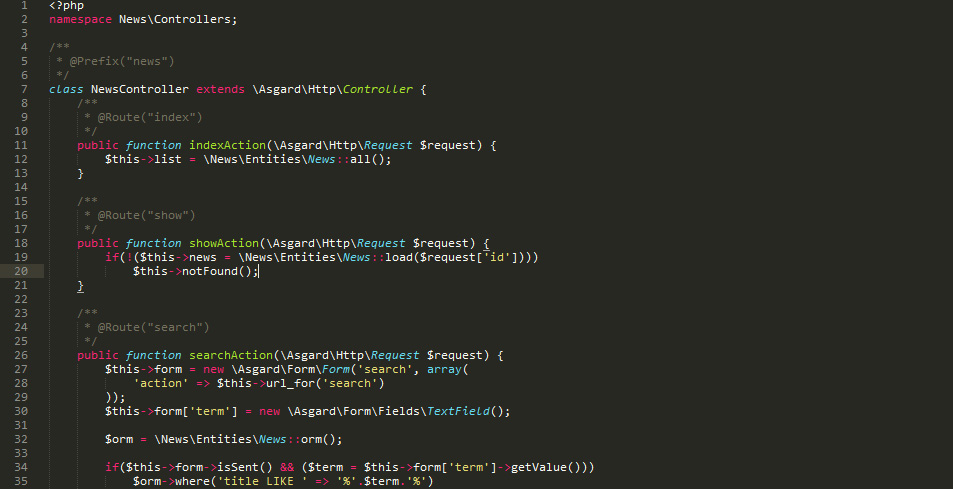 1 <?php
2 namespace News\Controllers;
3
4 /**
5  * @Prefix("news")
6  */
7 class NewsController extends \Asgard\Http\Controller {
8     /**
9      * @Route("index")
10      */
11     public function indexAction(\Asgard\Http\Request $request) {
12         $this->list = \News\Entities\News::all();
13     }
14
15     /**
16      * @Route("show")
17      */
18     public function showAction(\Asgard\Http\Request $request) {
19         if(!($this->news = \News\Entities\News::load($request['id'])))
20             $this->notFound();
21     }
22
23     /**
24      * @Route("search")
25      */
26     public function searchAction(\Asgard\Http\Request $request) {
27         $this->form = new \Asgard\Form\Form('search', array(
28             'action' => $this->url_for('search')
29         ));
30         $this->form['term'] = new \Asgard\Form\Fields\TextField();
31
32         $orm = \News\Entities\News::orm();
33
34         if($this->form->isSent() && ($term = $this->form['term']->getValue()))
35             $orm->where('title LIKE ' => '%'.$term.'%')